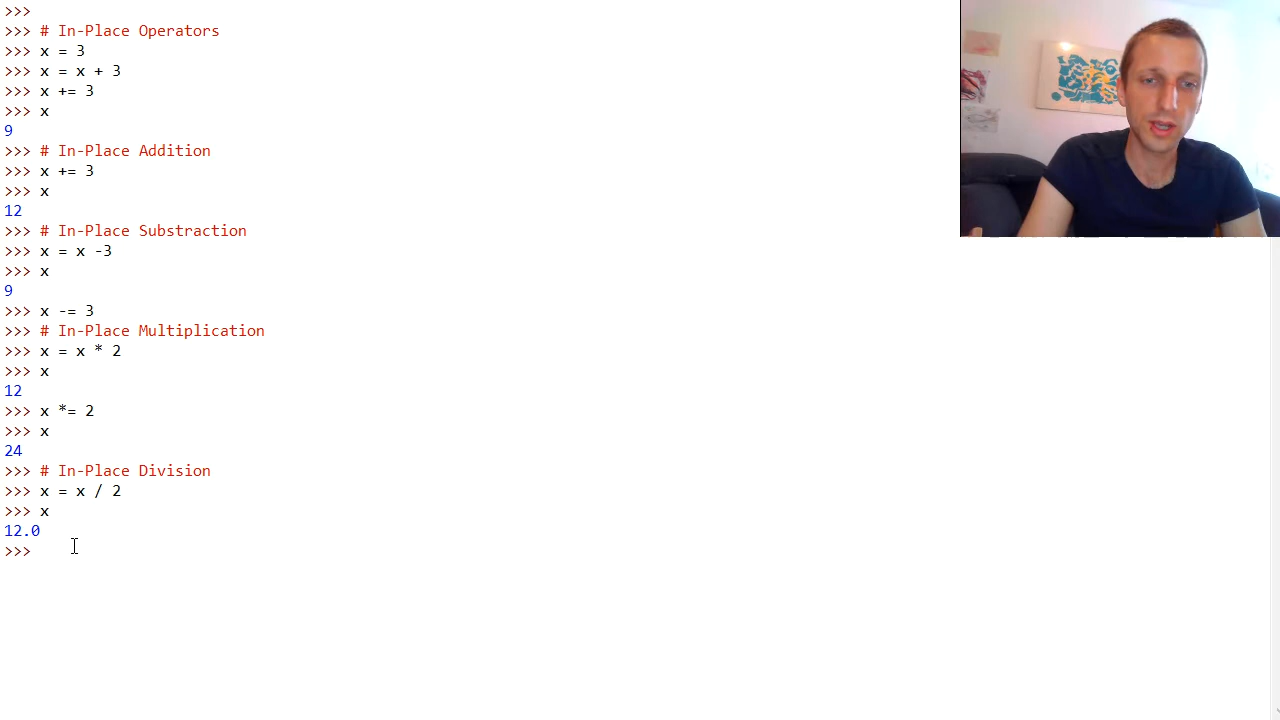 >>>
>>> # In-Place Operators
>>> x = 3
>>> x = x + 3
>>> x += 3
>>> x
9
>>> # In-Place Addition
>>> x += 3
>>> x
12
>>> # In-Place Substraction
>>> x = x -3
>>> x
9
>>> x -= 3
>>> # In-Place Multiplication
>>> x = x * 2
>>> x
12
>>> x *= 2
>>> x
24
>>> # In-Place Division
>>> x = x / 2
>>> x
12.0
>>>